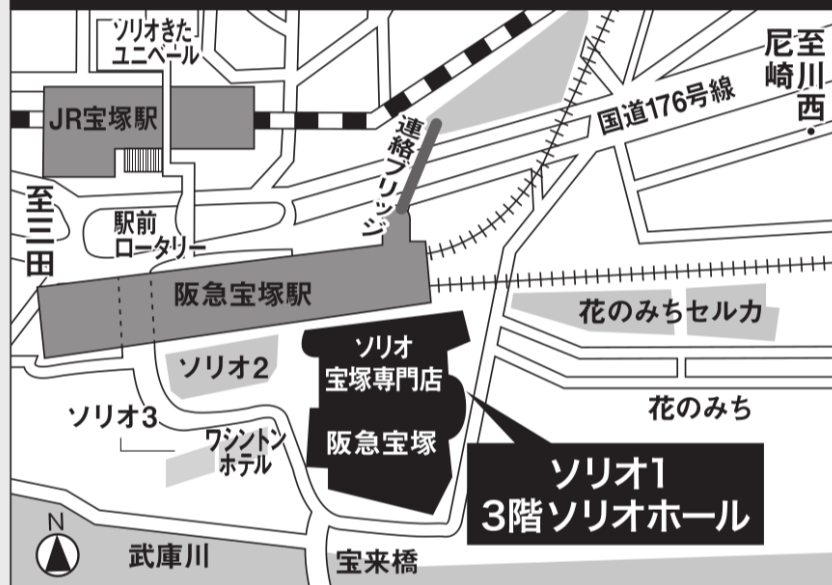 ソリオきた
ユニベール
JR宝塚駅
連絡ブリッジ
国道176号線
至川西
尼崎
至三田
駅前
ロータリー
阪急宝塚駅
花のみちセルカ
ソリオ2
ソリオ
宝塚専門店
阪急宝塚
花のみち
ソリオ3
ワシントン
ホテル
ソリオ1
3階ソリオホール
N
武庫川
宝来橋